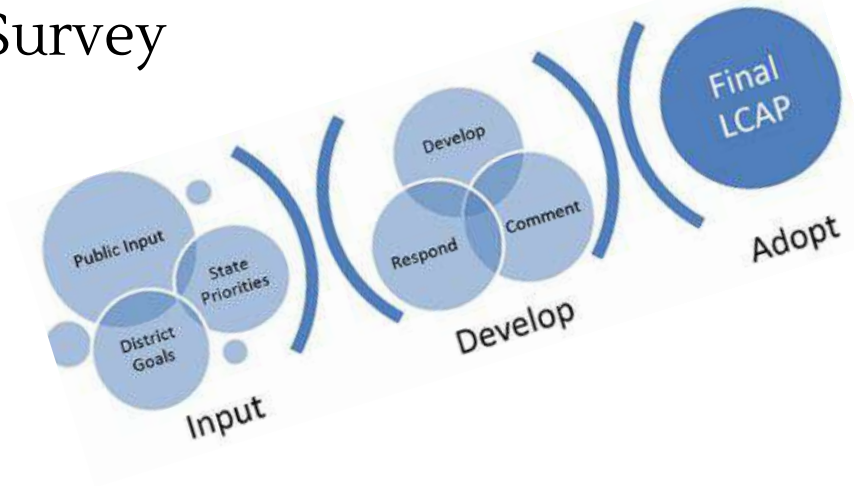 Survey
Public Input
State
Priorities
District
Goals
Input
Develop
Respond
Comment
Develop
Final
LCAP
Adopt